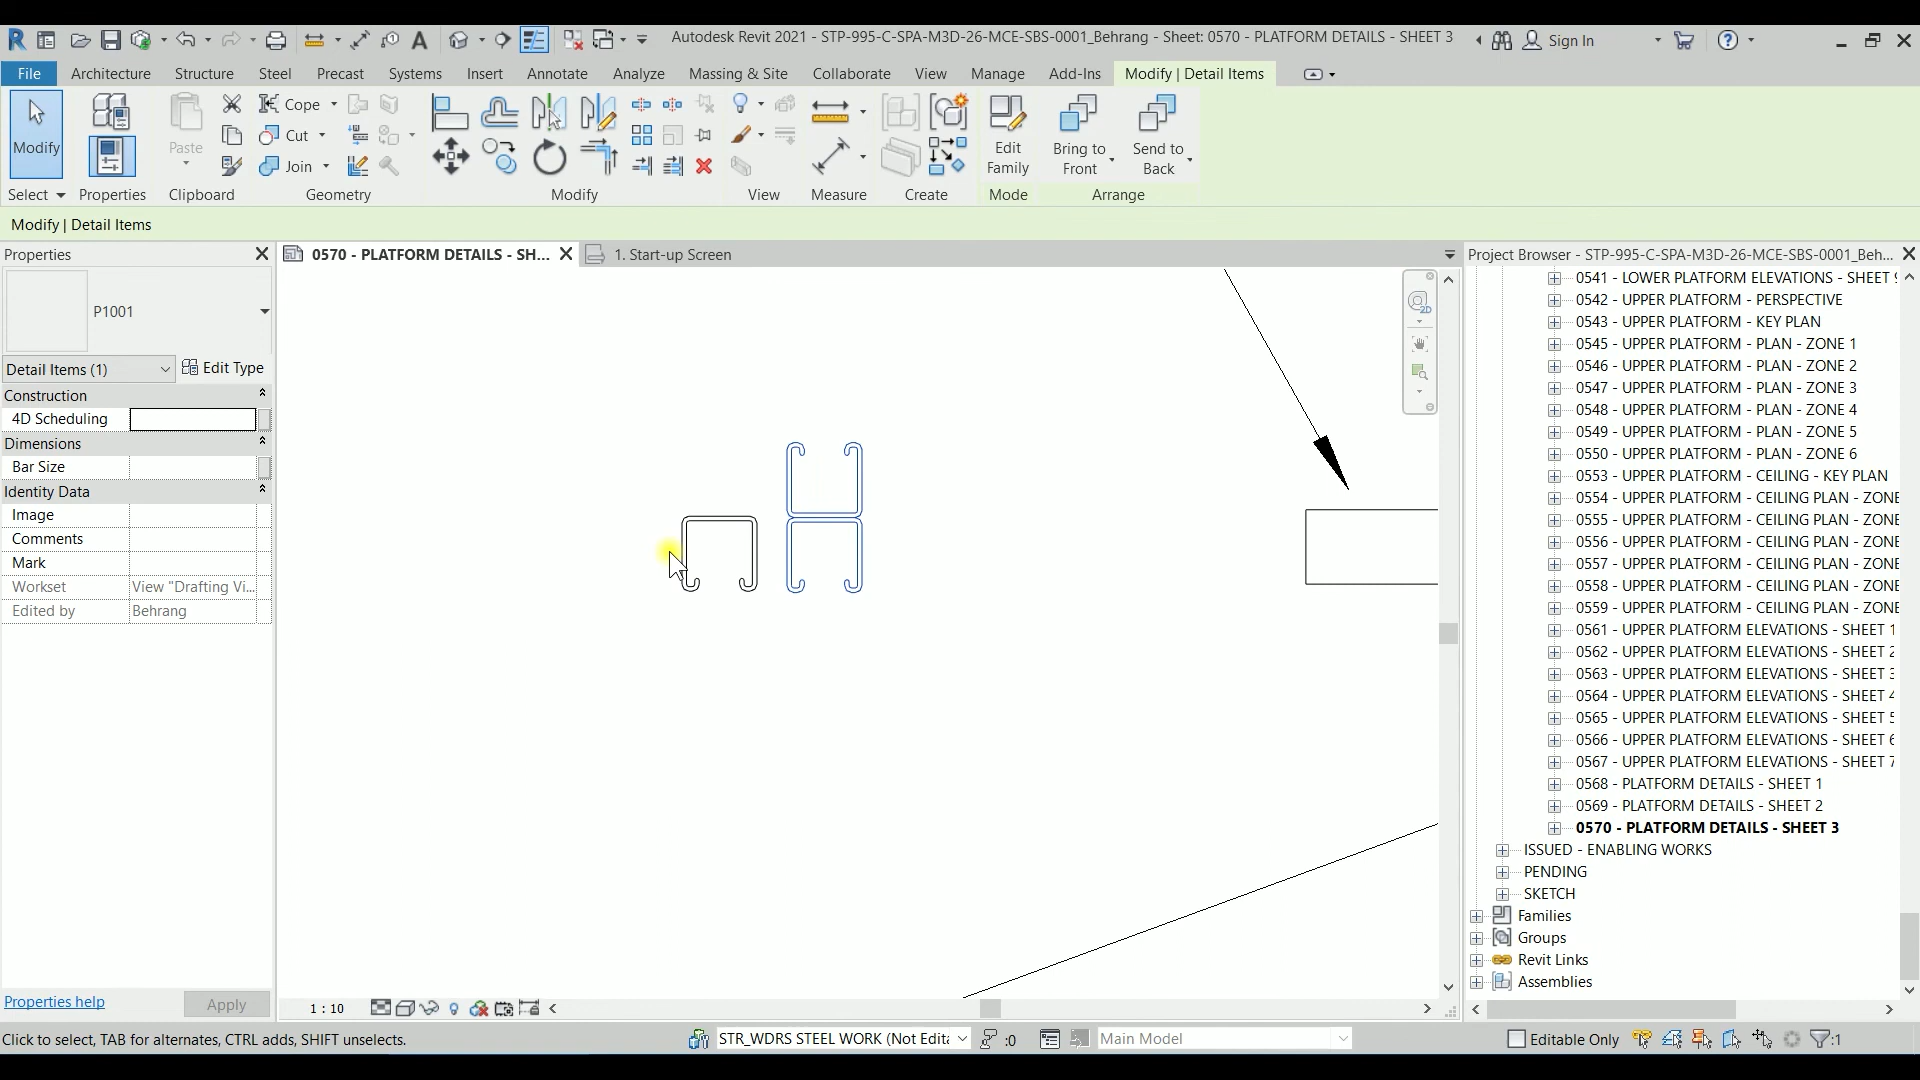 Autodesk Revit 2021 - STP-995-C-SPA-M3D-26-MCE-SBS-0001_Behrang - Sheet: 0570 - PLATFORM DETAILS - SHEET 3
Sign In
File Architecture Structure Steel Precast Systems Insert Annotate Analyze Massing & Site Collaborate View Manage Add-Ins Modify | Detail Items
Modify
Paste
Cope
Cut
Join
Edit Family
Bring to Front
Send to Back
Select Properties Clipboard Geometry Modify View Measure Create Mode Arrange
Modify | Detail Items
Properties
0570 - PLATFORM DETAILS - SH...
1. Start-up Screen
Project Browser - STP-995-C-SPA-M3D-26-MCE-SBS-0001_Beh...
P1001
Detail Items (1)
Edit Type
Construction
4D Scheduling
Dimensions
Bar Size
Identity Data
Image
Comments
Mark
Workset View "Drafting Vi...
Edited by Behrang
Properties help
Apply
2D
0541 - LOWER PLATFORM ELEVATIONS - SHEET 9
0542 - UPPER PLATFORM - PERSPECTIVE
0543 - UPPER PLATFORM - KEY PLAN
0545 - UPPER PLATFORM - PLAN - ZONE 1
0546 - UPPER PLATFORM - PLAN - ZONE 2
0547 - UPPER PLATFORM - PLAN - ZONE 3
0548 - UPPER PLATFORM - PLAN - ZONE 4
0549 - UPPER PLATFORM - PLAN - ZONE 5
0550 - UPPER PLATFORM - PLAN - ZONE 6
0553 - UPPER PLATFORM - CEILING - KEY PLAN
0554 - UPPER PLATFORM - CEILING PLAN - ZONE
0555 - UPPER PLATFORM - CEILING PLAN - ZONE
0556 - UPPER PLATFORM - CEILING PLAN - ZONE
0557 - UPPER PLATFORM - CEILING PLAN - ZONE
0558 - UPPER PLATFORM - CEILING PLAN - ZONE
0559 - UPPER PLATFORM - CEILING PLAN - ZONE
0561 - UPPER PLATFORM ELEVATIONS - SHEET 1
0562 - UPPER PLATFORM ELEVATIONS - SHEET 2
0563 - UPPER PLATFORM ELEVATIONS - SHEET 3
0564 - UPPER PLATFORM ELEVATIONS - SHEET 4
0565 - UPPER PLATFORM ELEVATIONS - SHEET 5
0566 - UPPER PLATFORM ELEVATIONS - SHEET 6
0567 - UPPER PLATFORM ELEVATIONS - SHEET 7
0568 - PLATFORM DETAILS - SHEET 1
0569 - PLATFORM DETAILS - SHEET 2
0570 - PLATFORM DETAILS - SHEET 3
ISSUED - ENABLING WORKS
PENDING
SKETCH
Families
Groups
Revit Links
Assemblies
1 : 10
Click to select, TAB for alternates, CTRL adds, SHIFT unselects.
STR_WDRS STEEL WORK (Not Edita
:0
Main Model
Editable Only
:1